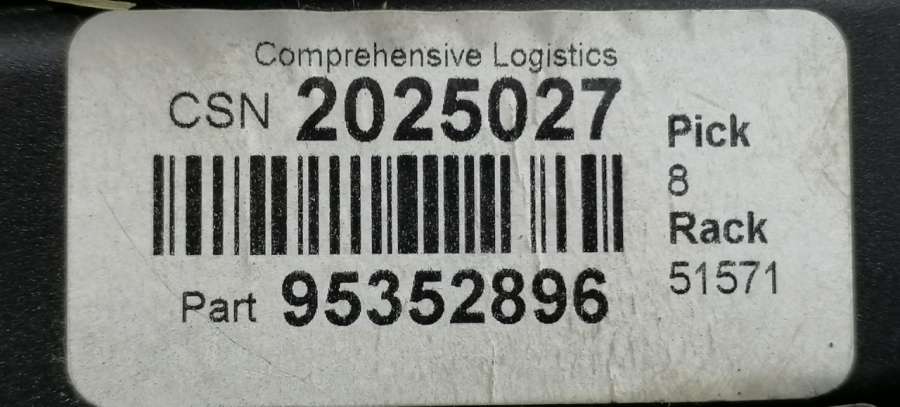 Comprehensive Logistics
CSN 2025027
Part 95352896
Pick
8
Rack
51571